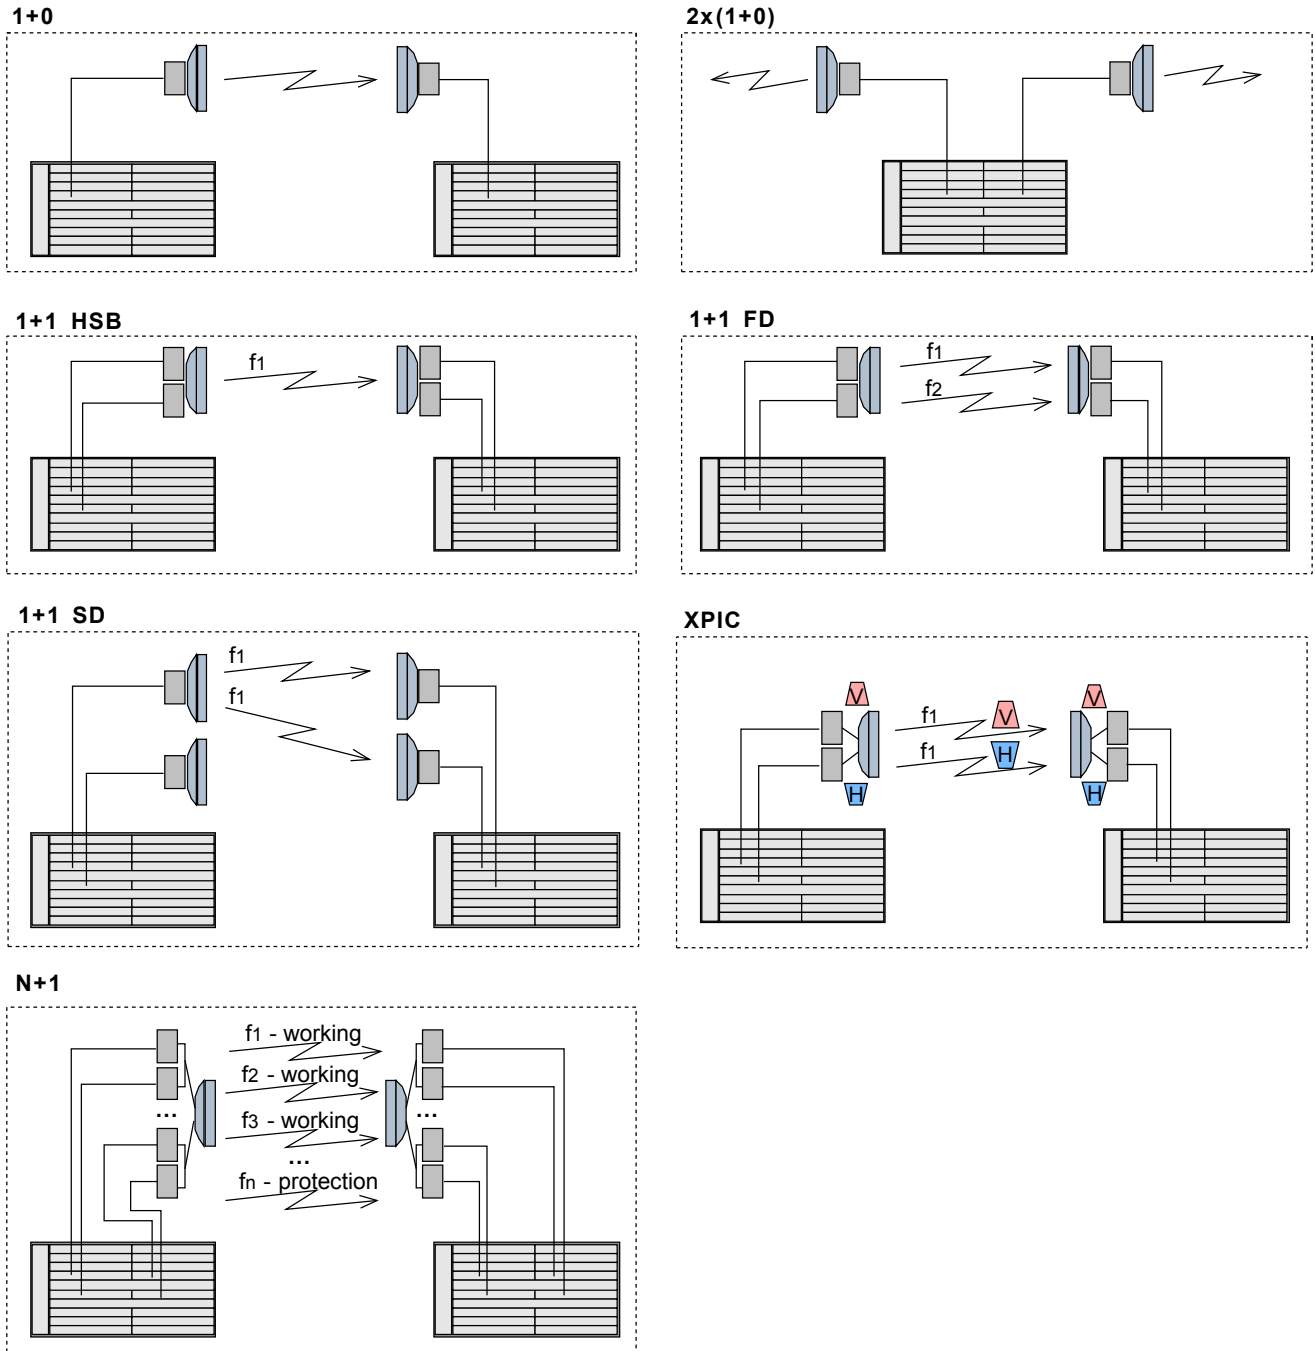 1+0
2x(1+0)
1+1 HSB
f1
1+1 FD
f1
f2
1+1 SD
f1
f1
XPIC
V
V
f1
V
f1
H
H
H
N+1
f1 - working
f2 - working
...
...
f3 - working
...
fn - protection